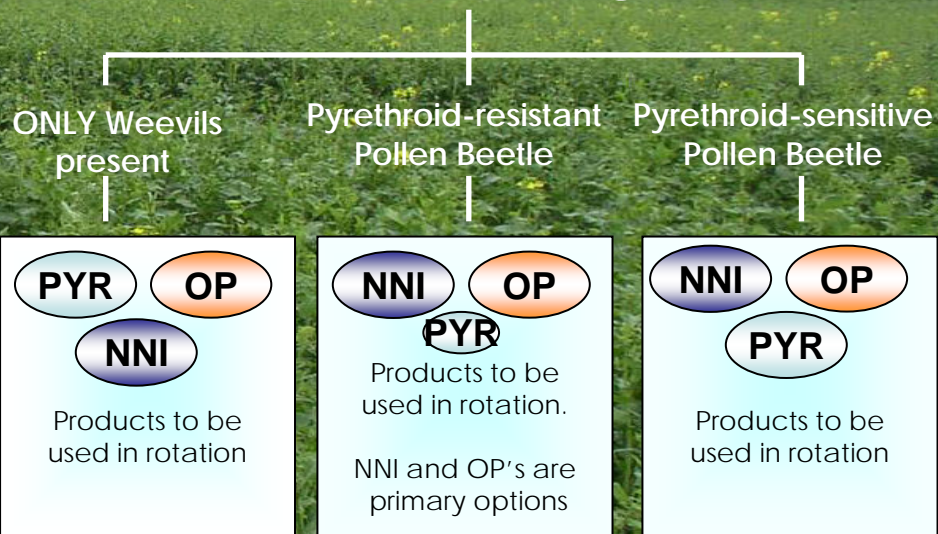 ONLY Weevils
present
Pyrethroid-resistant
Pollen Beetle
Pyrethroid-sensitive
Pollen Beetle
PYR
OP
NNI
Products to be
used in rotation
NNI
OP
PYR
Products to be
used in rotation.
NNI and OP's are
primary options
NNI
OP
PYR
Products to be
used in rotation